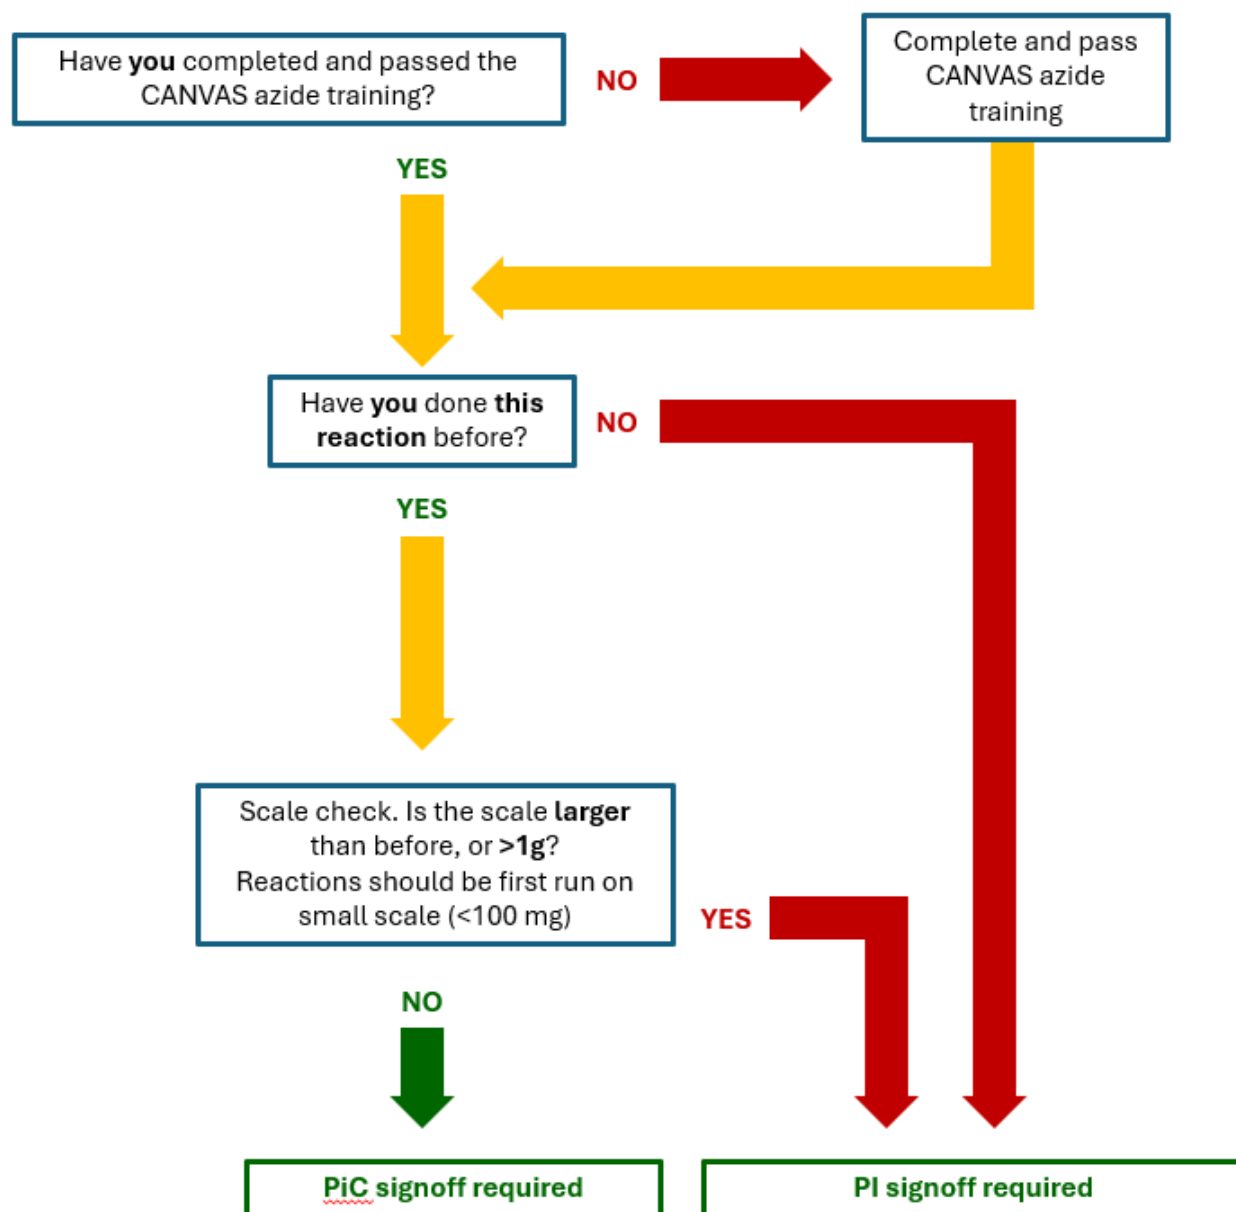 Have you completed and passed the
CANVAS azide training?
NO
Complete and pass
CANVAS azide
training
YES
Have you done this
reaction before?
NO
YES
Scale check. Is the scale larger
than before, or >1g?
Reactions should be first run on
small scale (<100 mg)
YES
NO
PiC signoff required
PI signoff required